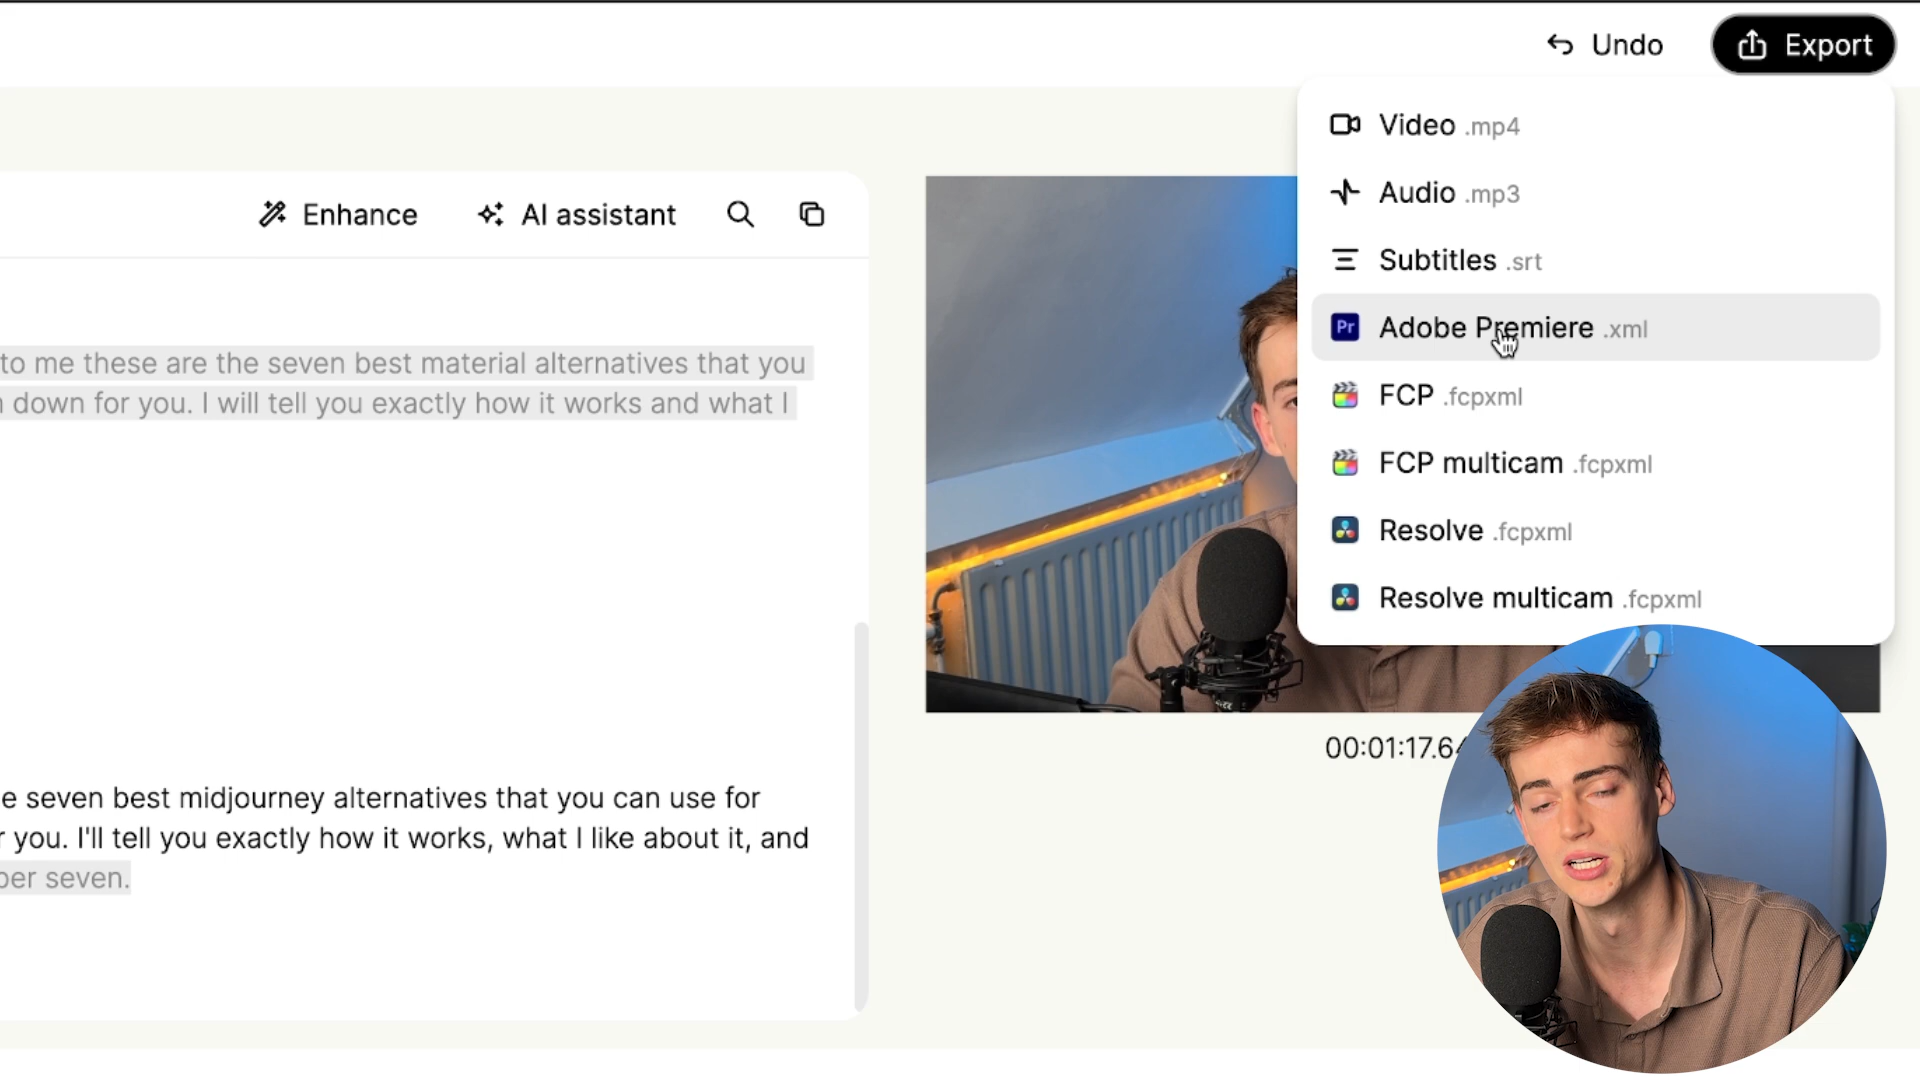 Undo
Export
Video .mp4
Audio .mp3
Subtitles .srt
Pr Adobe Premiere .xml
FCP .fcpxml
FCP multicam .fcpxml
Resolve .fcpxml
Resolve multicam .fcpxml
Enhance
AI assistant
to me these are the seven best material alternatives that you
down for you. I will tell you exactly how it works and what I
e seven best midjourney alternatives that you can use for
r you. I'll tell you exactly how it works, what I like about it, and
ber seven.
00:01:17.6